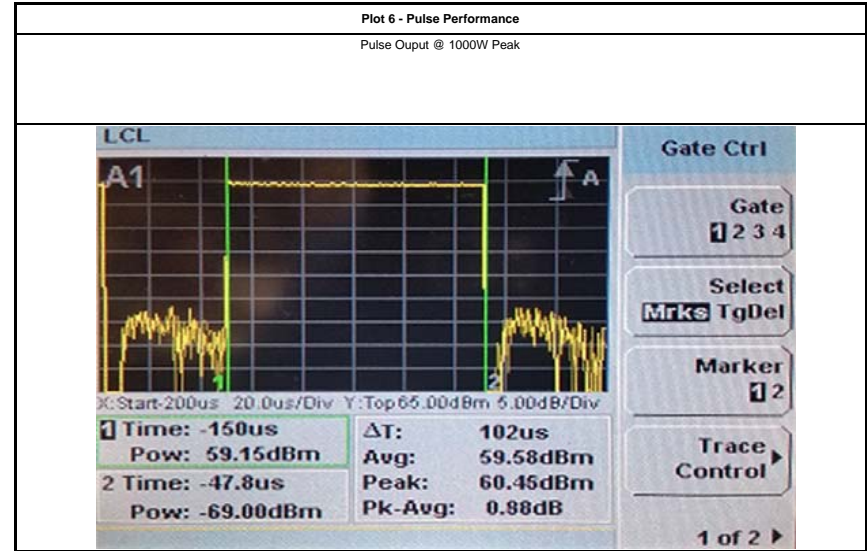 Plot 6 - Pulse Performance
Pulse Ouput @ 1000W Peak
LCL
A1
A
1
2
X:Start-200us 20.0us/Div Y:Top65.00dBm 5.00dB/Div
1 Time: -150us
Pow: 59.15dBm
2 Time: -47.8us
Pow: -69.00dBm
ΔT: 102us
Avg: 59.58dBm
Peak: 60.45dBm
Pk-Avg: 0.88dB
Gate Ctrl
Gate
1 2 3 4
Select
Mrks TgDel
Marker
1 2
Trace
Control
1 of 2